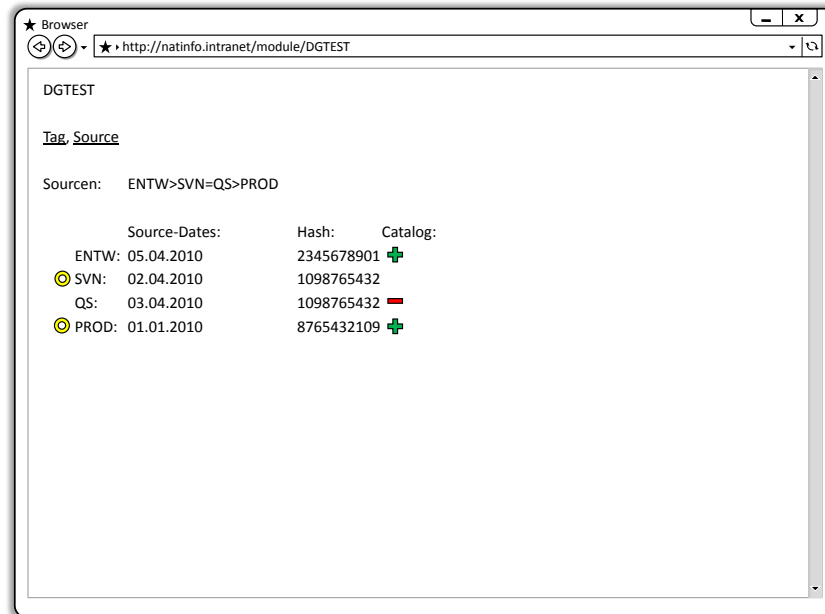 Browser
http://natinfo.intranet/module/DGTEST
DGTEST
Tag, Source
Sourcen: ENTW>SVN=QS>PROD
Source-Dates: Hash: Catalog:
ENTW: 05.04.2010 2345678901
SVN: 02.04.2010 1098765432
QS: 03.04.2010 1098765432
PROD: 01.01.2010 8765432109